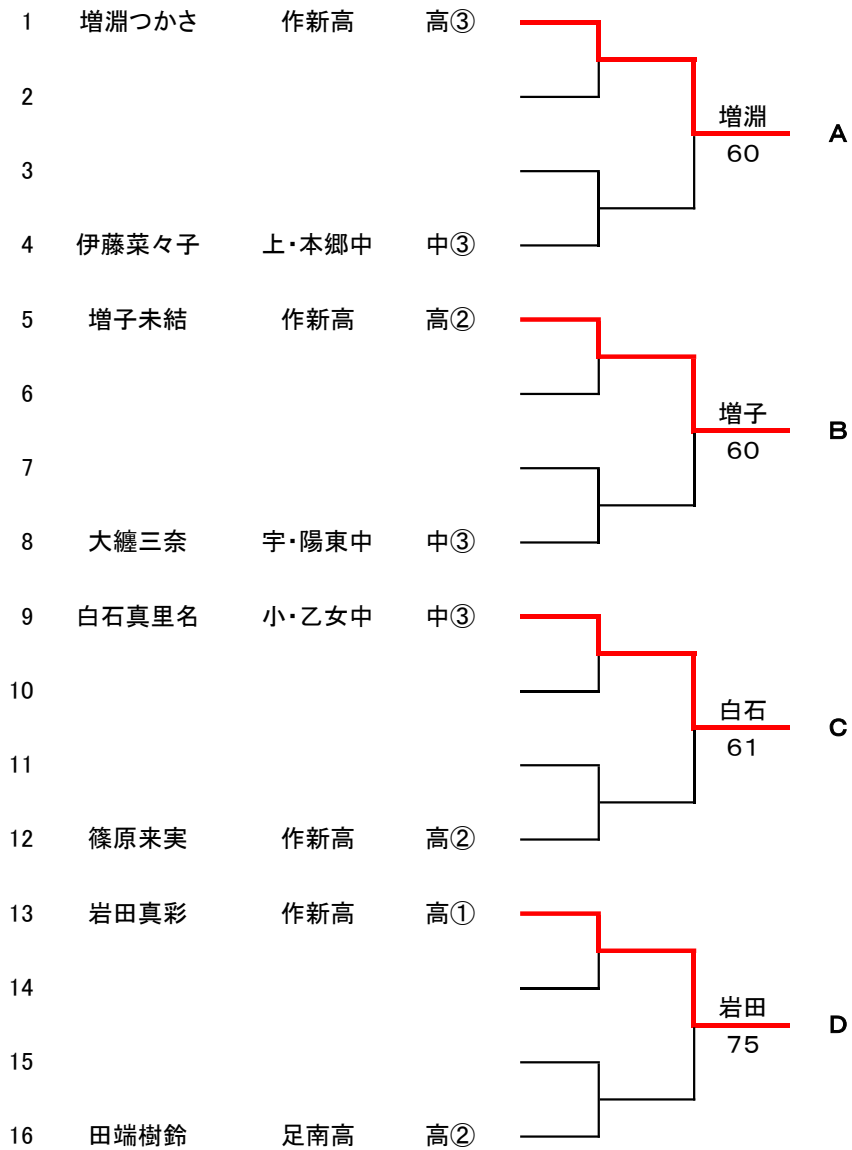 1 増淵つかさ 作新高 高③
2
増淵
A
60
3
4 伊藤菜々子 上・本郷中 中③
5 増子未結 作新高 高②
6
増子
B
60
7
8 大纏三奈 宇・陽東中 中③
9 白石真里名 小・乙女中 中③
10
白石
C
61
11
12 篠原来実 作新高 高②
13 岩田真彩 作新高 高①
14
岩田
D
75
15
16 田端樹鈴 足南高 高②